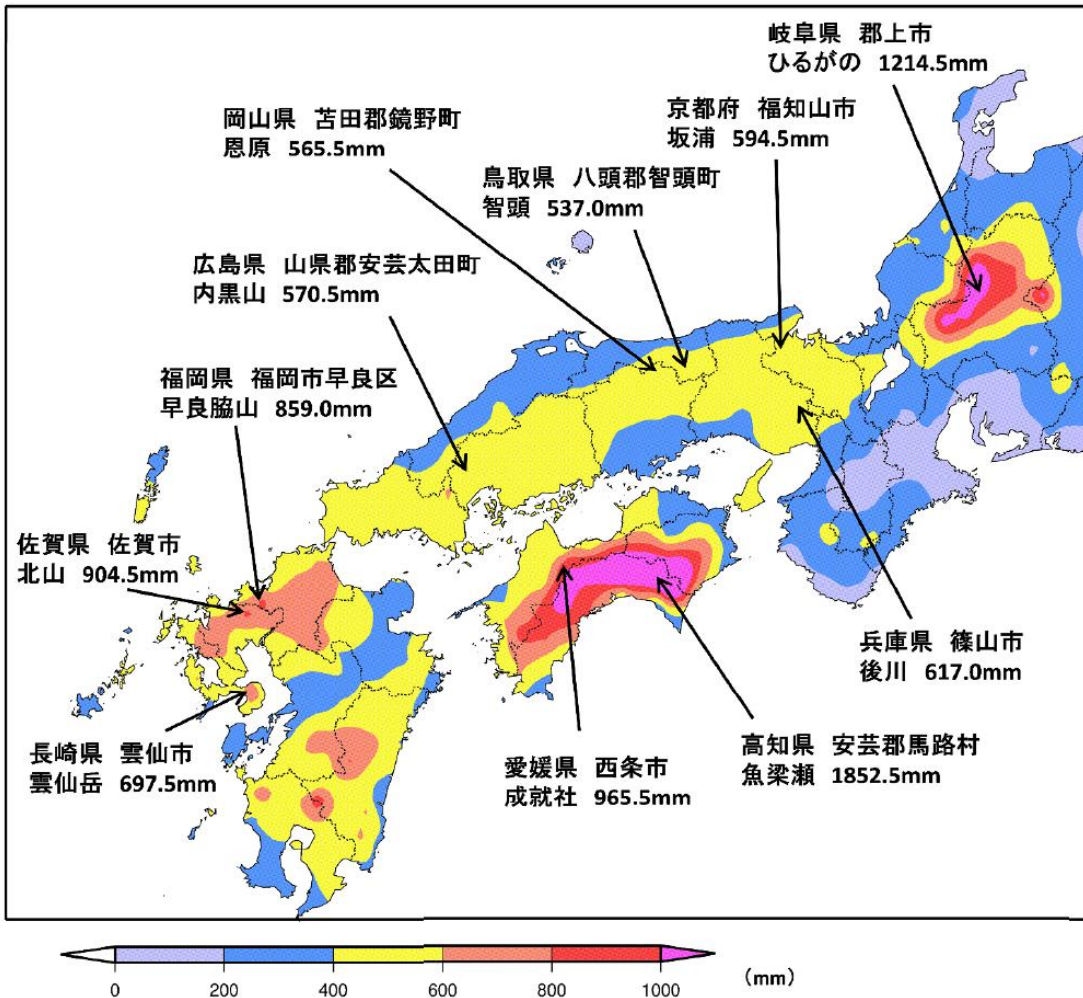 岐阜県 郡上市
ひるがの 1214.5mm
京都府 福知山市
坂浦 594.5mm
岡山県 苫田郡鏡野町
恩原 565.5mm
鳥取県 八頭郡智頭町
智頭 537.0mm
広島県 山県郡安芸太田町
内黒山 570.5mm
福岡県 福岡市早良区
早良脇山 859.0mm
佐賀県 佐賀市
北山 904.5mm
兵庫県 篠山市
後川 617.0mm
長崎県 雲仙市
雲仙岳 697.5mm
愛媛県 西条市
成就社 965.5mm
高知県 安芸郡馬路村
魚梁瀬 1852.5mm
0 200 400 600 800 1000 (mm)